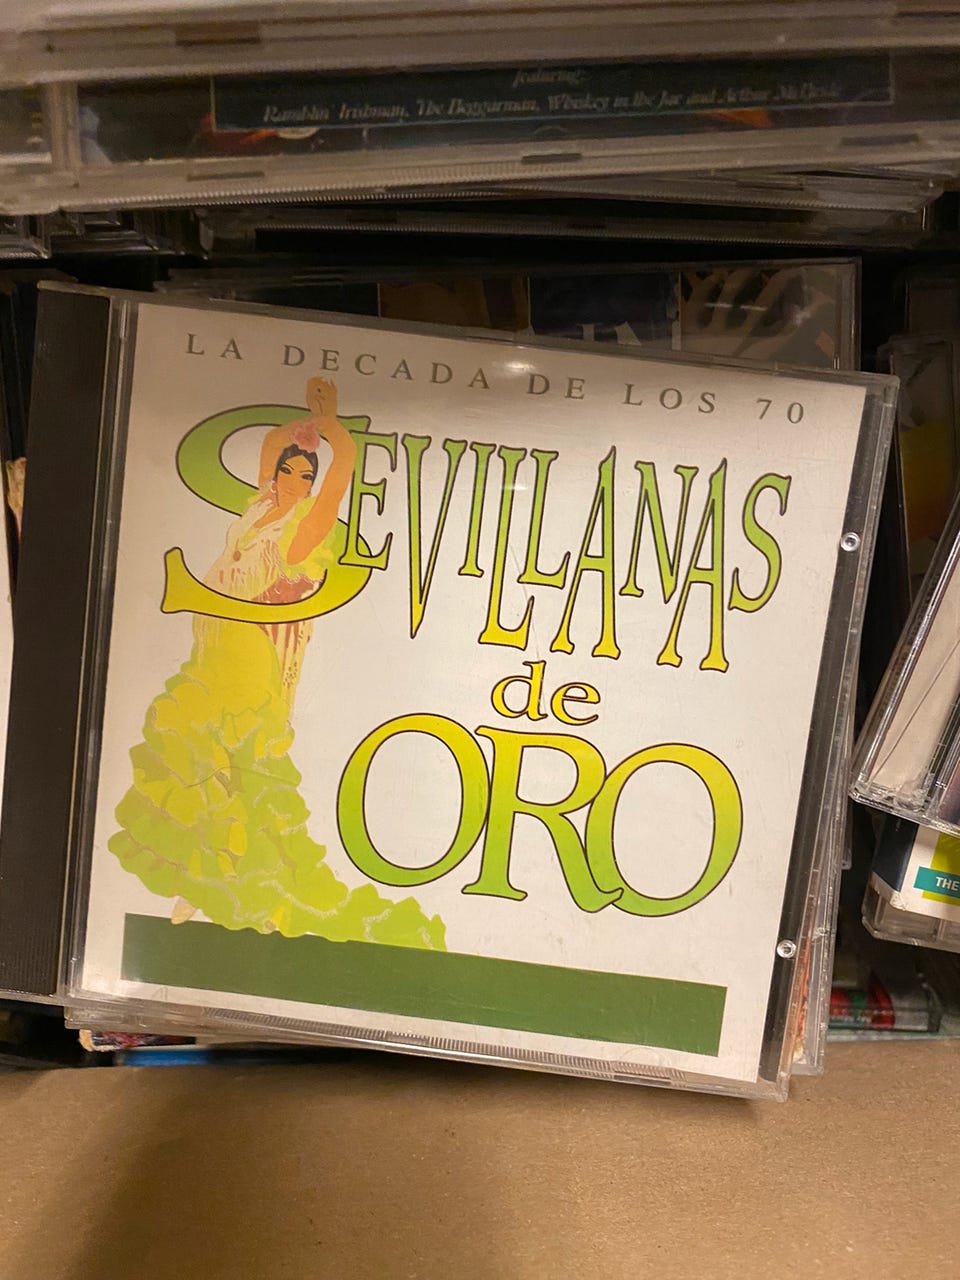 featuring:
Ramblin' Irishman, The Beggarman, Whiskey in the Jar and Arthur McBride
LA DECADA DE LOS 70
SEVILLANAS
de
ORO
THE